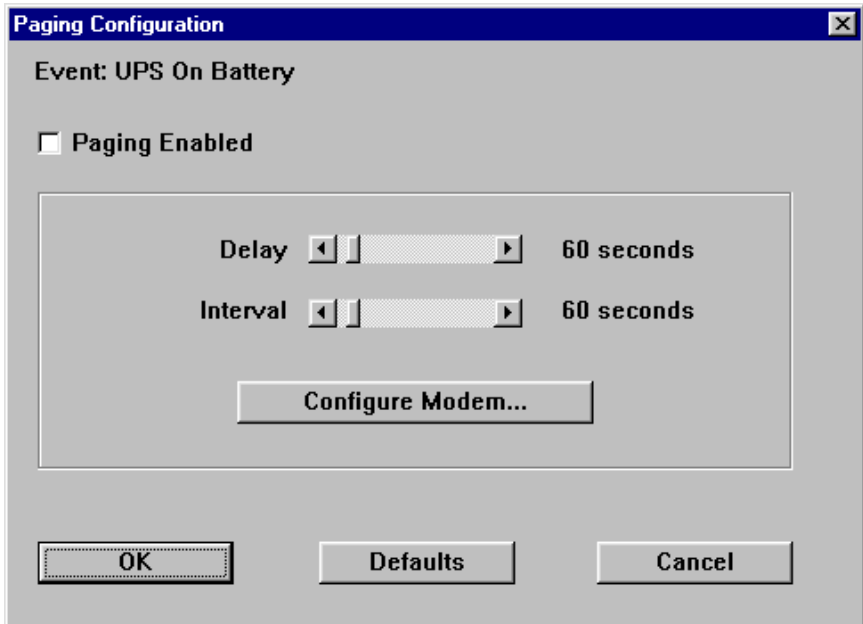 Paging Configuration
Event: UPS On Battery
Paging Enabled
Delay 60 seconds
Interval 60 seconds
Configure Modem...
OK Defaults Cancel